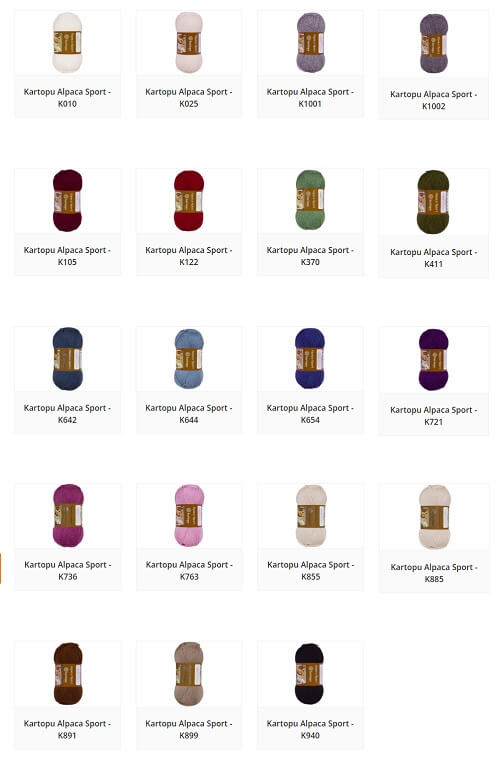 Kartopu Alpaca Sport -
K010
Kartopu Alpaca Sport -
K025
Kartopu Alpaca Sport -
K1001
Kartopu Alpaca Sport -
K1002
Kartopu Alpaca Sport -
K105
Kartopu Alpaca Sport -
K122
Kartopu Alpaca Sport -
K370
Kartopu Alpaca Sport -
K411
Kartopu Alpaca Sport -
K642
Kartopu Alpaca Sport -
K644
Kartopu Alpaca Sport -
K654
Kartopu Alpaca Sport -
K721
Kartopu Alpaca Sport -
K736
Kartopu Alpaca Sport -
K763
Kartopu Alpaca Sport -
K855
Kartopu Alpaca Sport -
K885
Kartopu Alpaca Sport -
K891
Kartopu Alpaca Sport -
K899
Kartopu Alpaca Sport -
K940